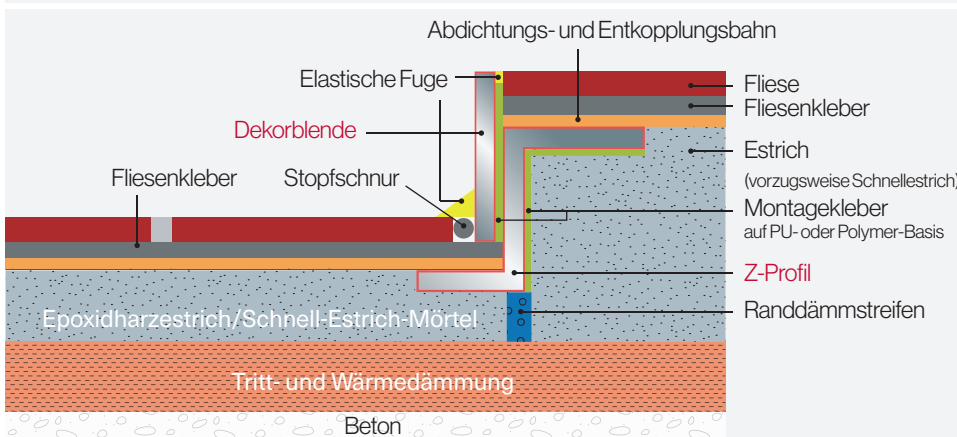 Abdichtungs- und Entkopplungsbahn
Elastische Fuge
Fliese
Fliesenkleber
Dekorblende
Estrich
(vorzugsweise Schnellestrich)
Fliesenkleber
Stopfschnur
Montagekleber
auf PU- oder Polymer-Basis
Z-Profil
Randdämmstreifen
Epoxidharzestrich/Schnell-Estrich-Mörtel
Tritt- und Wärmedämmung
Beton